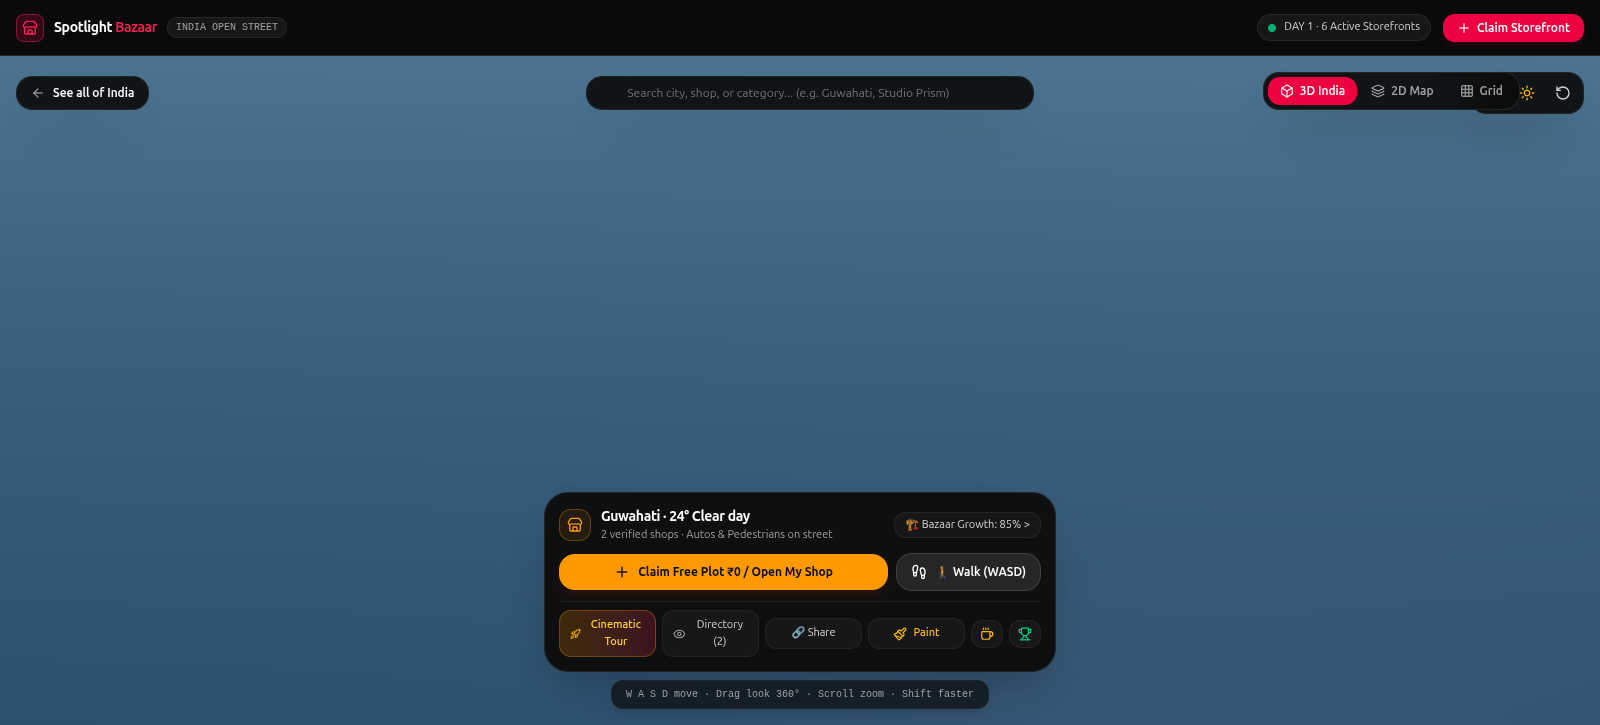 Spotlight Bazaar
INDIA OPEN STREET
DAY 1 · 6 Active Storefronts
Claim Storefront
See all of India
Search city, shop, or category... (e.g. Guwahati, Studio Prism)
3D India
2D Map
Grid
Guwahati · 24° Clear day
2 verified shops · Autos & Pedestrians on street
Bazaar Growth: 85% >
Claim Free Plot ₹0 / Open My Shop
Walk (WASD)
Cinematic
Tour
Directory
(2)
Share
Paint
W A S D move · Drag look 360° · Scroll zoom · Shift faster